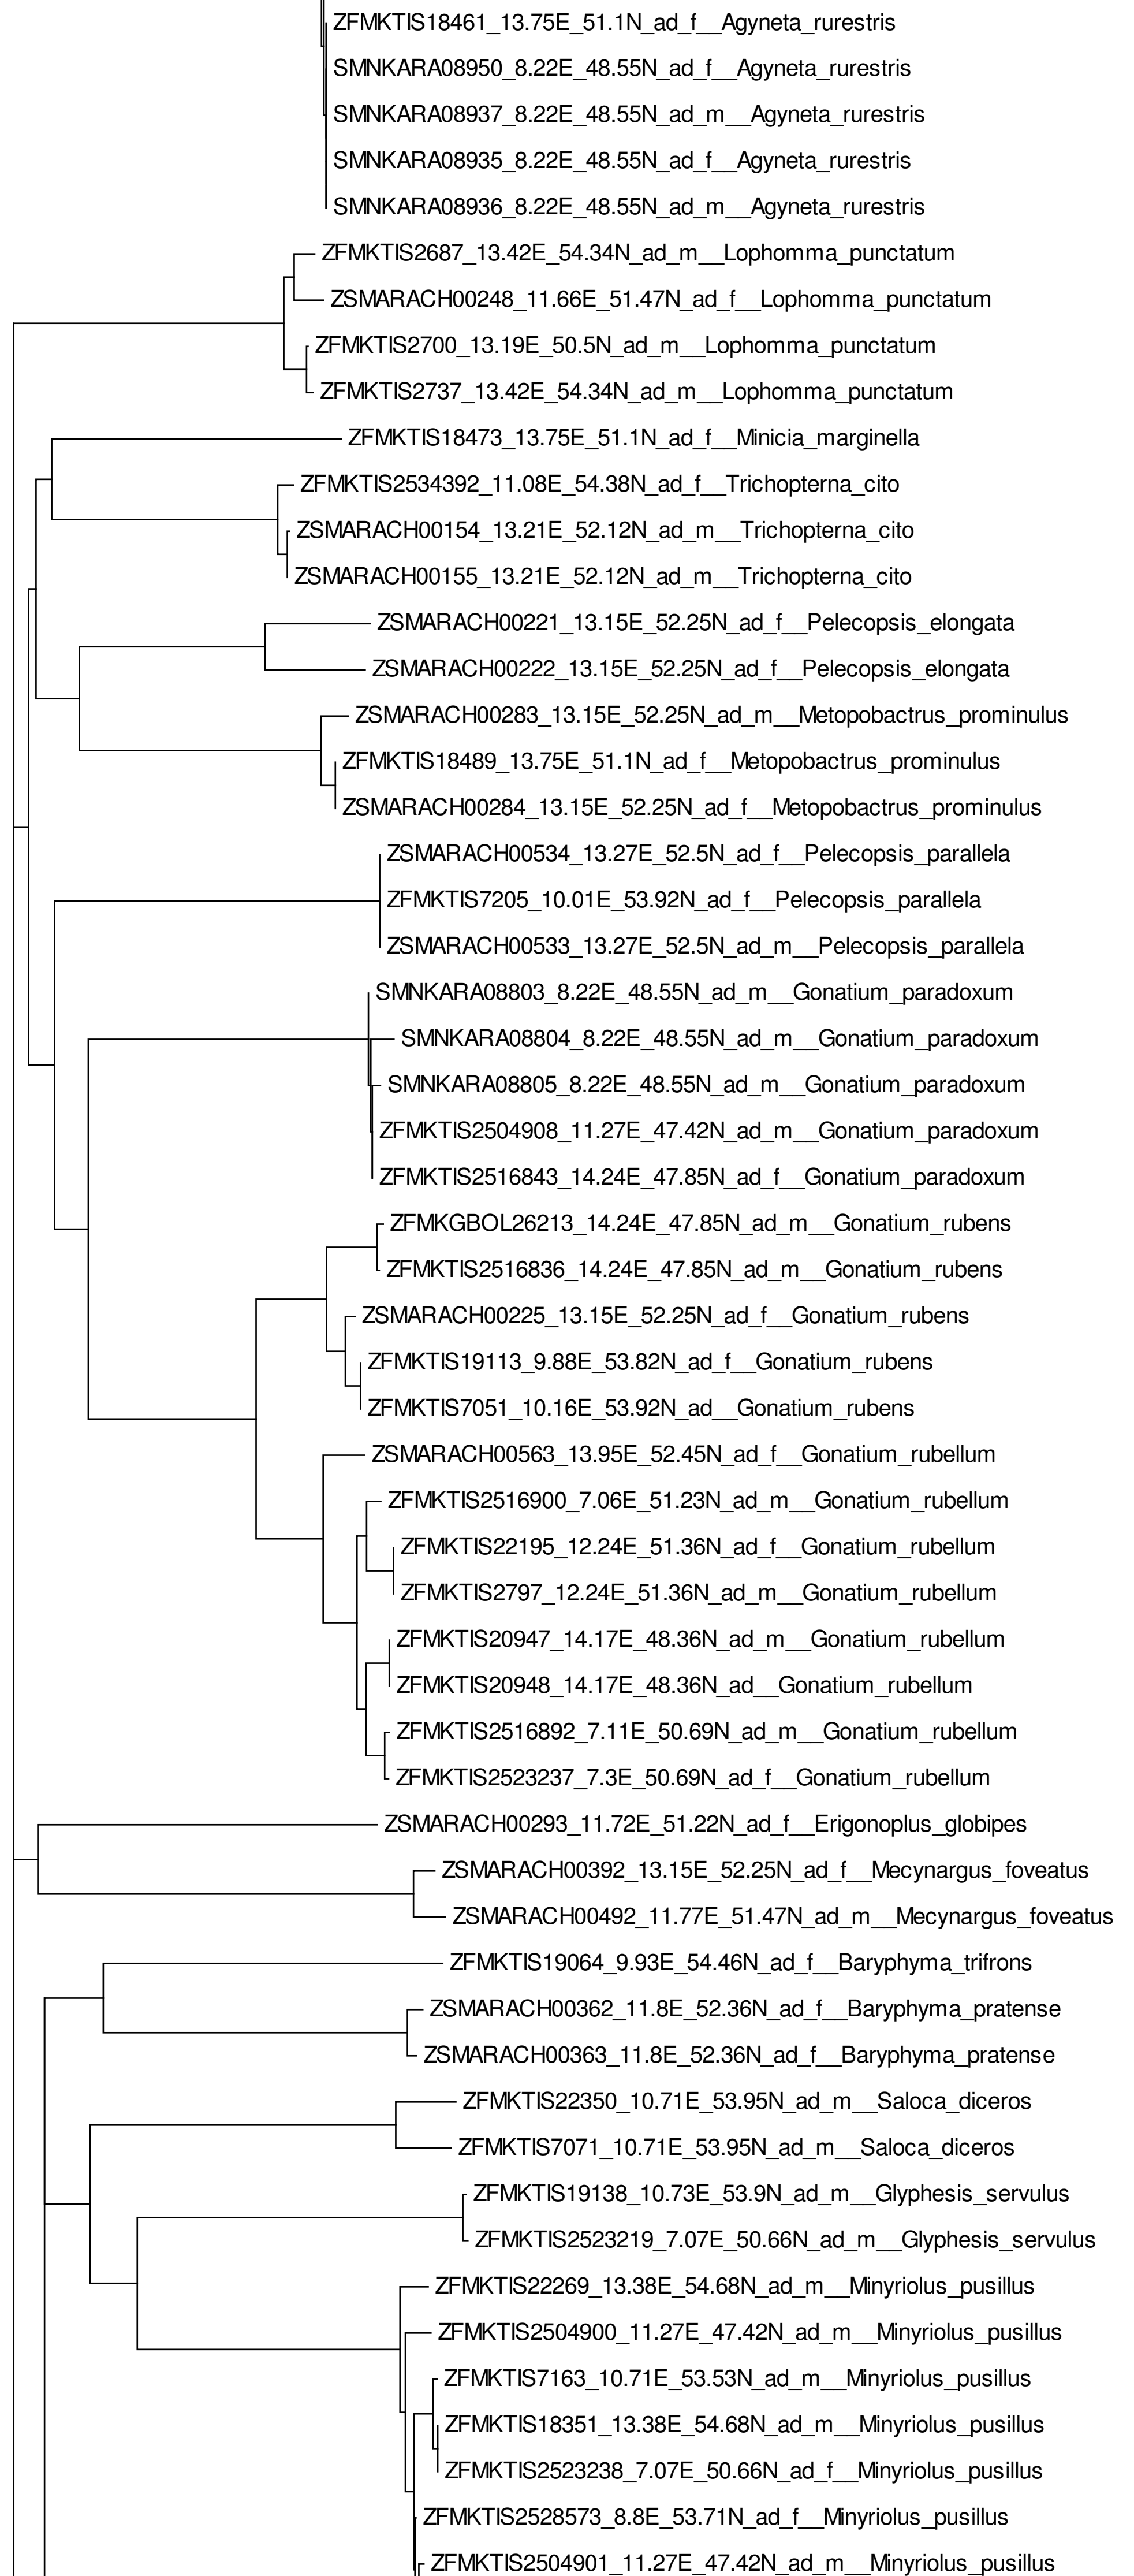 ZFMKTIS18461_13.75E_51.1N_ad_f__Agyneta_rurestris
SMNKARA08950_8.22E_48.55N_ad_f__Agyneta_rurestris
SMNKARA08937_8.22E_48.55N_ad_m__Agyneta_rurestris
SMNKARA08935_8.22E_48.55N_ad_f__Agyneta_rurestris
SMNKARA08936_8.22E_48.55N_ad_m__Agyneta_rurestris
ZFMKTIS2687_13.42E_54.34N_ad_m__Lophomma_punctatum
ZSMARACH00248_11.66E_51.47N_ad_f__Lophomma_punctatum
ZFMKTIS2700_13.19E_50.5N_ad_m__Lophomma_punctatum
ZFMKTIS2737_13.42E_54.34N_ad_m__Lophomma_punctatum
ZFMKTIS18473_13.75E_51.1N_ad_f__Minicia_marginella
ZFMKTIS2534392_11.08E_54.38N_ad_f__Trichopterna_cito
ZSMARACH00154_13.21E_52.12N_ad_m__Trichopterna_cito
ZSMARACH00155_13.21E_52.12N_ad_m__Trichopterna_cito
ZSMARACH00221_13.15E_52.25N_ad_f__Pelecopsis_elongata
ZSMARACH00222_13.15E_52.25N_ad_f__Pelecopsis_elongata
ZSMARACH00283_13.15E_52.25N_ad_m__Metopobactrus_prominulus
ZFMKTIS18489_13.75E_51.1N_ad_f__Metopobactrus_prominulus
ZSMARACH00284_13.15E_52.25N_ad_f__Metopobactrus_prominulus
ZSMARACH00534_13.27E_52.5N_ad_f__Pelecopsis_parallela
ZFMKTIS7205_10.01E_53.92N_ad_f__Pelecopsis_parallela
ZSMARACH00533_13.27E_52.5N_ad_m__Pelecopsis_parallela
SMNKARA08803_8.22E_48.55N_ad_m__Gonatium_paradoxum
SMNKARA08804_8.22E_48.55N_ad_m__Gonatium_paradoxum
SMNKARA08805_8.22E_48.55N_ad_m__Gonatium_paradoxum
ZFMKTIS2504908_11.27E_47.42N_ad_m__Gonatium_paradoxum
ZFMKTIS2516843_14.24E_47.85N_ad_f__Gonatium_paradoxum
ZFMKGBOL26213_14.24E_47.85N_ad_m__Gonatium_rubens
ZFMKTIS2516836_14.24E_47.85N_ad_m__Gonatium_rubens
ZSMARACH00225_13.15E_52.25N_ad_f__Gonatium_rubens
ZFMKTIS19113_9.88E_53.82N_ad_f__Gonatium_rubens
ZFMKTIS7051_10.16E_53.92N_ad__Gonatium_rubens
ZSMARACH00563_13.95E_52.45N_ad_f__Gonatium_rubellum
ZFMKTIS2516900_7.06E_51.23N_ad_m__Gonatium_rubellum
ZFMKTIS22195_12.24E_51.36N_ad_f__Gonatium_rubellum
ZFMKTIS2797_12.24E_51.36N_ad_m__Gonatium_rubellum
ZFMKTIS20947_14.17E_48.36N_ad_m__Gonatium_rubellum
ZFMKTIS20948_14.17E_48.36N_ad__Gonatium_rubellum
ZFMKTIS2516892_7.11E_50.69N_ad_m__Gonatium_rubellum
ZFMKTIS2523237_7.3E_50.69N_ad_f__Gonatium_rubellum
ZSMARACH00293_11.72E_51.22N_ad_f__Erigonoplus_globipes
ZSMARACH00392_13.15E_52.25N_ad_f__Mecynargus_foveatus
ZSMARACH00492_11.77E_51.47N_ad_m__Mecynargus_foveatus
ZFMKTIS19064_9.93E_54.46N_ad_f__Baryphyma_trifrons
ZSMARACH00362_11.8E_52.36N_ad_f__Baryphyma_pratense
ZSMARACH00363_11.8E_52.36N_ad_f__Baryphyma_pratense
ZFMKTIS22350_10.71E_53.95N_ad_m__Saloca_diceros
ZFMKTIS7071_10.71E_53.95N_ad_m__Saloca_diceros
ZFMKTIS19138_10.73E_53.9N_ad_m__Glyphesis_servulus
ZFMKTIS2523219_7.07E_50.66N_ad_m__Glyphesis_servulus
ZFMKTIS22269_13.38E_54.68N_ad_m__Minyriolus_pusillus
ZFMKTIS2504900_11.27E_47.42N_ad_m__Minyriolus_pusillus
ZFMKTIS7163_10.71E_53.53N_ad_m__Minyriolus_pusillus
ZFMKTIS18351_13.38E_54.68N_ad_m__Minyriolus_pusillus
ZFMKTIS2523238_7.07E_50.66N_ad_f__Minyriolus_pusillus
ZFMKTIS2528573_8.8E_53.71N_ad_f__Minyriolus_pusillus
ZFMKTIS2504901_11.27E_47.42N_ad_m__Minyriolus_pusillus